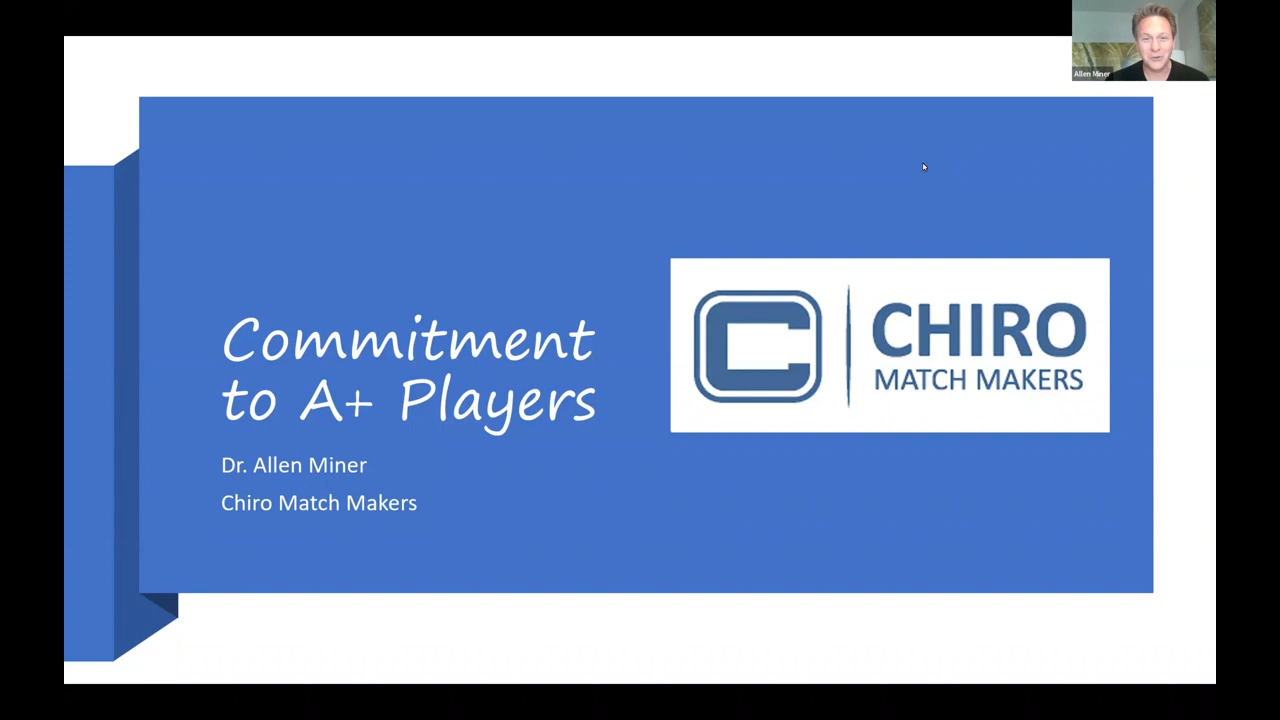 Allen Miner
Commitment
to A+ Players
Dr. Allen Miner
Chiro Match Makers
C
CHIRO
MATCH MAKERS